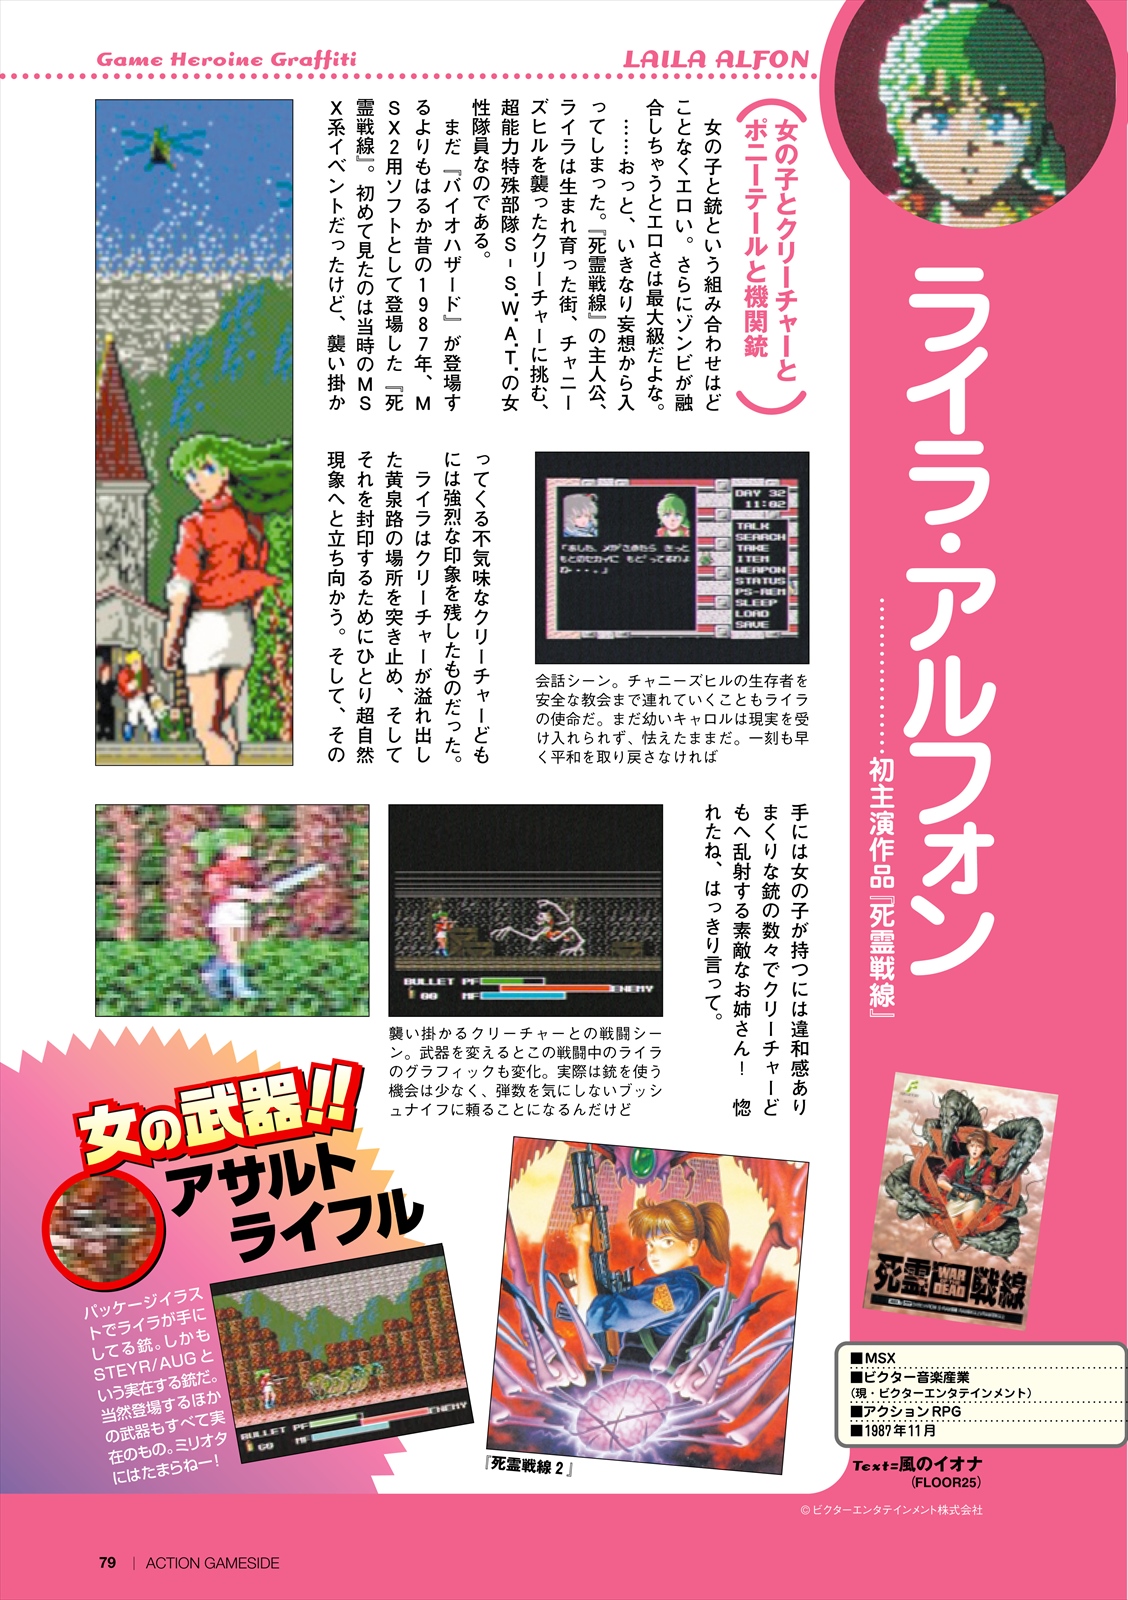 Game Heroine Graffiti
LAILA ALFON
ライラ・アルフォン
初主演作品『死霊戦線』
女の子とクリーチャーと
ポニーテールと機関銃
　女の子と銃という組み合わせはど
ことなくエロい。さらにゾンビが融
合しちゃうとエロさは最大級だよな。
　……おっと、いきなり妄想から入
ってしまった。『死霊戦線』の主人公、
ライラは生まれ育った街、チャニー
ズヒルを襲ったクリーチャーに挑む、
超能力特殊部隊S-S.W.A.T.の女
性隊員なのである。
　まだ『バイオハザード』が登場す
るよりもはるか昔の1987年、M
SX2用ソフトとして登場した『死
霊戦線』。初めて見たのは当時のMS
X系イベントだったけど、襲い掛か
ってくる不気味なクリーチャーども
には強烈な印象を残したものだった。
　ライラはクリーチャーが溢れ出し
た黄泉路の場所を突き止め、そして
それを封印するためにひとり超自然
現象へと立ち向かう。そして、その
手には女の子が持つには違和感あり
まくりな銃の数々でクリーチャーど
もへ乱射する素敵なお姉さん！　惚
れたね、はっきり言って。
DAY 32
11:02
TALK
SEARCH
TAKE
ITEM
WEAPON
STATUS
PS-REM
SLEEP
LOAD
SAVE
「あした、メがさめたら きっと
もとのセカイに もどってるわよ
ね・・・。」
会話シーン。チャニーズヒルの生存者を
安全な教会まで連れていくこともライラ
の使命だ。まだ幼いキャロルは現実を受
け入れられず、怯えたままだ。一刻も早
く平和を取り戻さなければ
BULLET PF
ENEMY
00 MF
襲い掛かるクリーチャーとの戦闘シー
ン。武器を変えるとこの戦闘中のライラ
のグラフィックも変化。実際は銃を使う
機会は少なく、弾数を気にしないブッシ
ュナイフに頼ることになるんだけど
女の武器!!
アサルト
ライフル
パッケージイラス
トでライラが手に
してる銃。しかも
STEYR/AUGと
いう実在する銃だ。
当然登場するほか
の武器もすべて実
在のもの。ミリオタ
にはたまらねー！
BULLET PF
ENEMY
60 MF
『死霊戦線２』
死霊 WAR OF THE DEAD 戦線
■MSX
■ビクター音楽産業
（現・ビクターエンタテインメント）
■アクションRPG
■1987年11月
Text=風のイオナ
(FLOOR25)
©ビクターエンタテインメント株式会社
79 | ACTION GAMESIDE